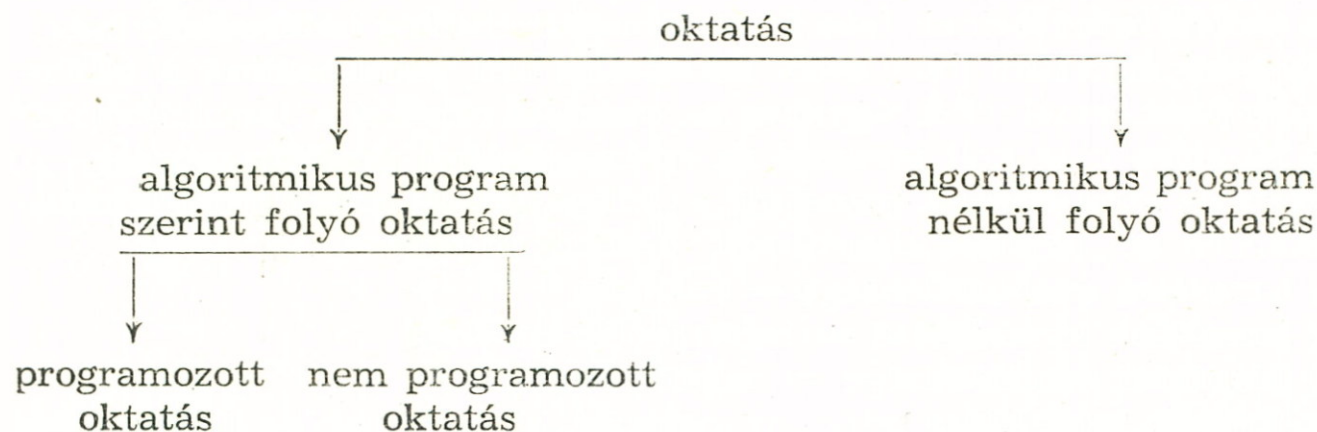 oktatás
algoritmikus program
szerint folyó oktatás
algoritmikus program
nélkül folyó oktatás
programozott
oktatás
nem programozott
oktatás